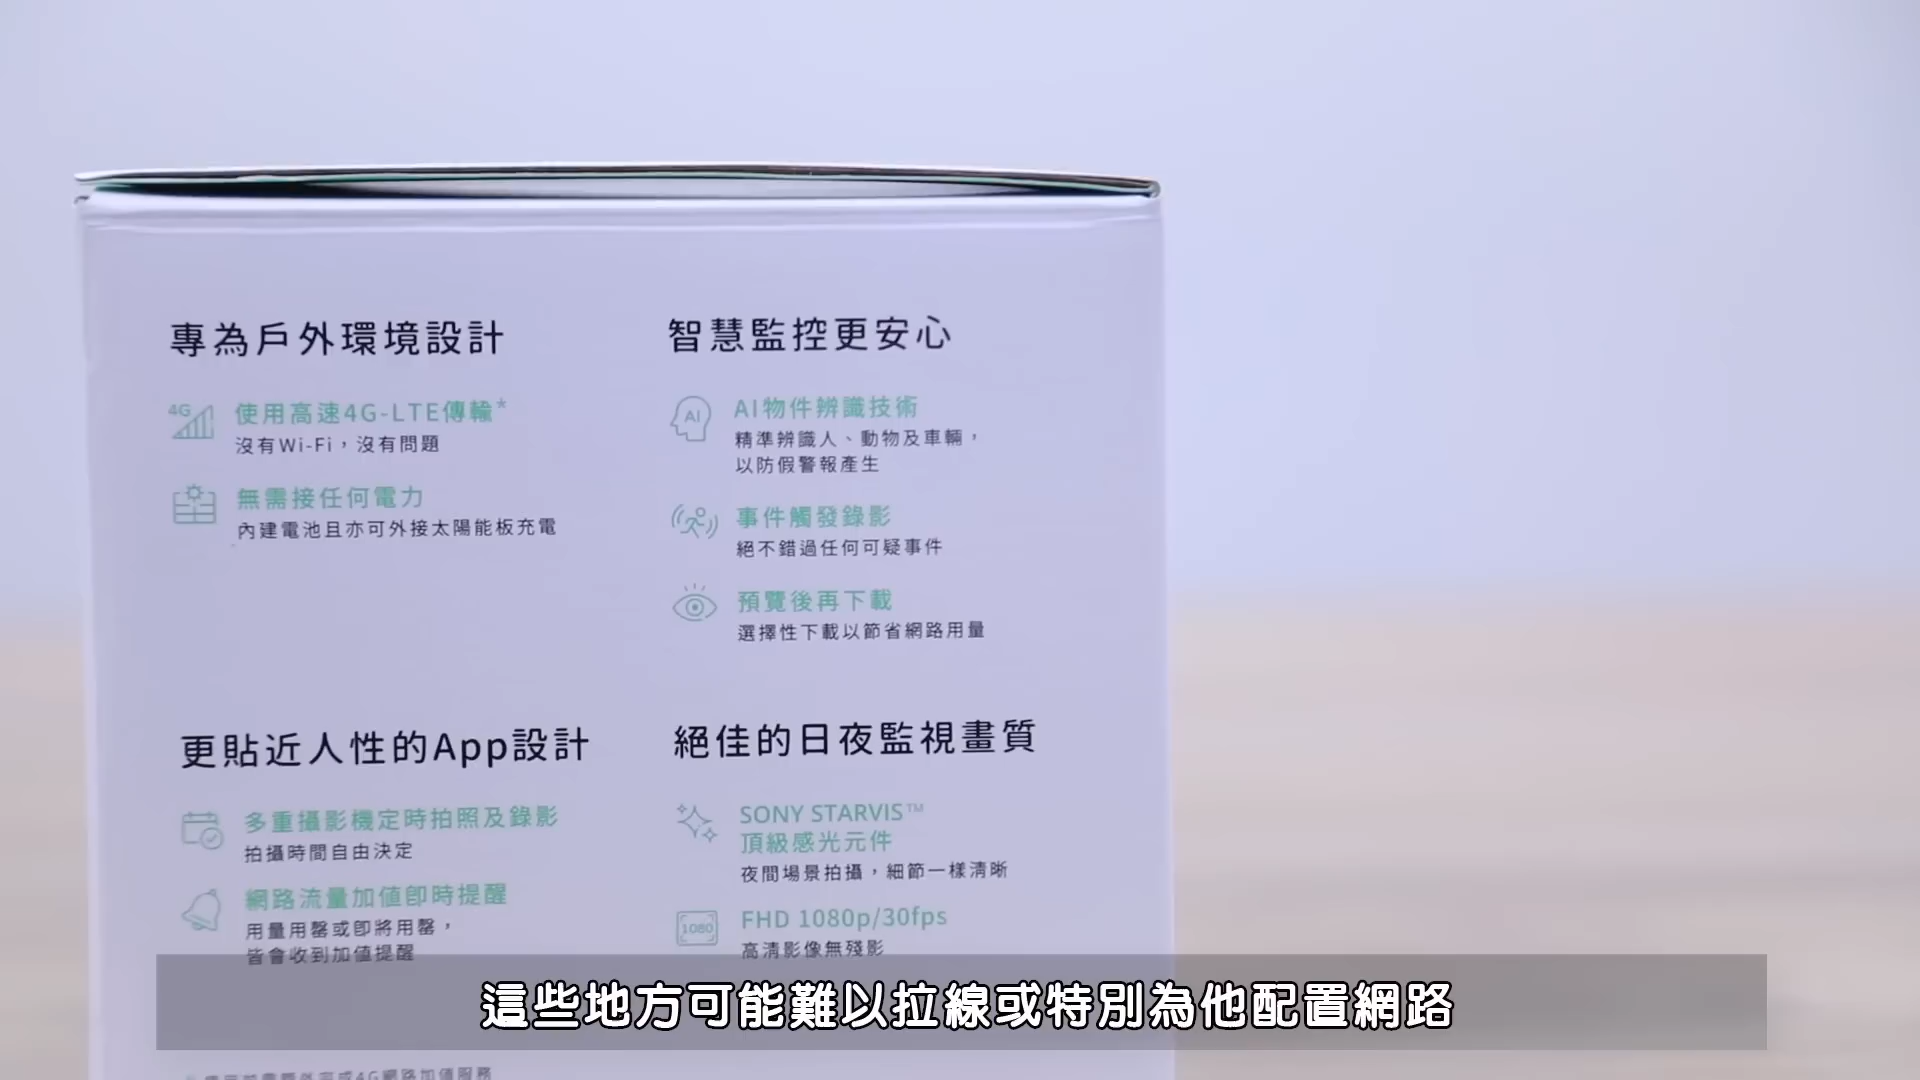 專為戶外環境設計
4G
使用高速4G-LTE傳輸*
沒有Wi-Fi，沒有問題
無需接任何電力
內建電池且亦可外接太陽能板充電
智慧監控更安心
AI
AI物件辨識技術
精準辨識人、動物及車輛，
以防假警報產生
事件觸發錄影
絕不錯過任何可疑事件
預覽後再下載
選擇性下載以節省網路用量
更貼近人性的App設計
多重攝影機定時拍照及錄影
拍攝時間自由決定
網路流量加值即時提醒
用量用罄或即將用罄，
皆會收到加值提醒
絕佳的日夜監視畫質
SONY STARVIS™
頂級感光元件
夜間場景拍攝，細節一樣清晰
1080
FHD 1080p/30fps
高清影像無殘影
這些地方可能難以拉線或特別為他配置網路